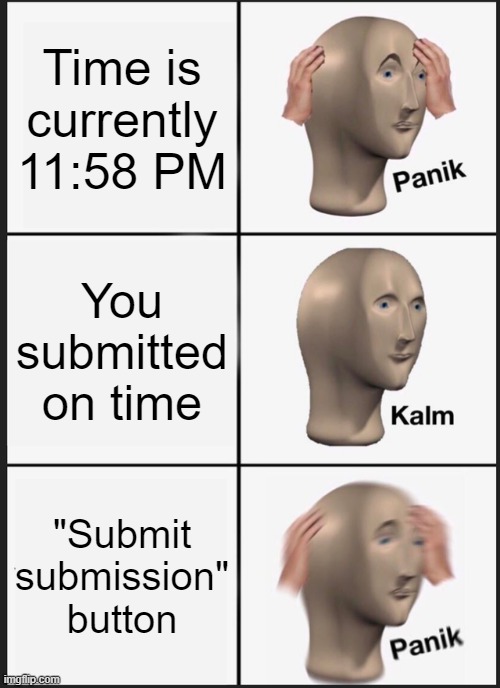 Time is
currently
11:58 PM
Panik
You
submitted
on time
Kalm
"Submit
submission"
button
Panik
imgflip.com